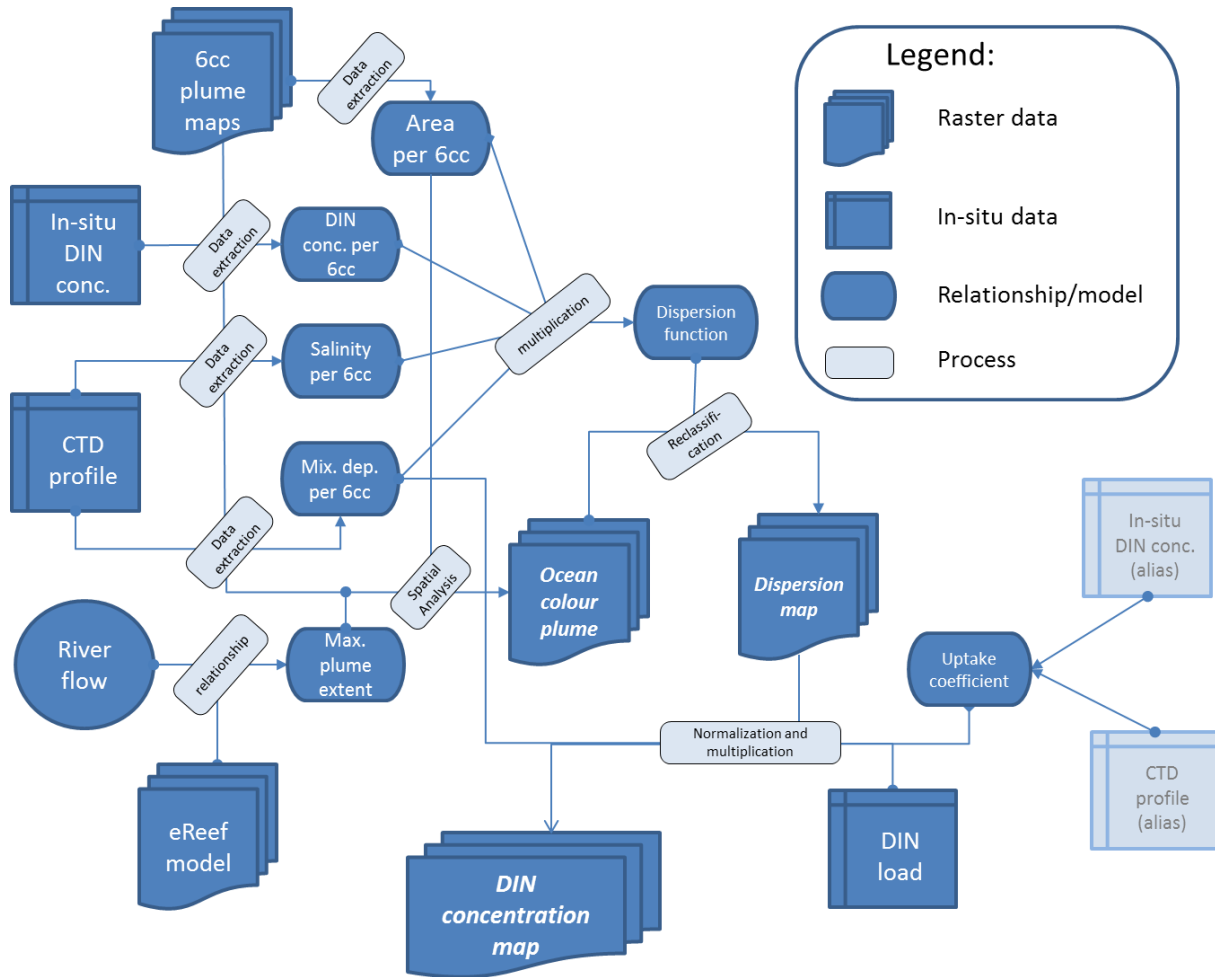 6cc
plume
maps
Data
extraction
Area
per 6cc
Legend:
Raster data
In-situ data
Relationship/model
Process
In-situ
DIN
conc.
Data
extraction
DIN
conc. per
6cc
multiplication
Dispersion
function
CTD
profile
Data
extraction
Salinity
per 6cc
Mix. dep.
per 6cc
Data
extraction
Reclassifi-
cation
Spatial
Analysis
Ocean
colour
plume
Dispersion
map
In-situ
DIN conc.
(alias)
River
flow
relationship
Max.
plume
extent
Uptake
coefficient
Normalization and
multiplication
CTD
profile
(alias)
eReef
model
DIN
concentration
map
DIN
load